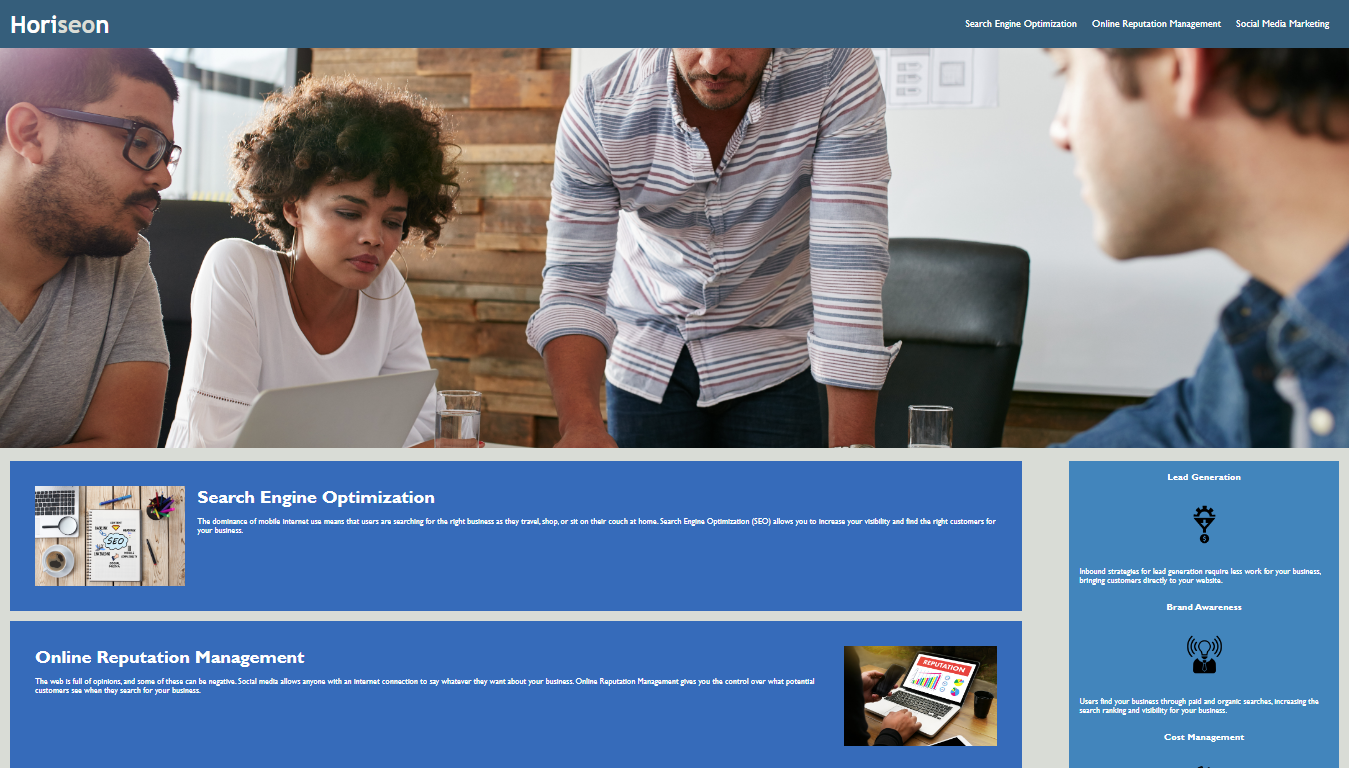 Horiseon
Search Engine Optimization
Online Reputation Management
Social Media Marketing
SEO
Search Engine Optimization
The dominance of mobile internet use means that users are searching for the right business as they travel, shop, or sit on their couch at home. Search Engine Optimization (SEO) allows you to increase your visibility and find the right customers for
your business.
Online Reputation Management
The web is full of opinions, and some of these can be negative. Social media allows anyone with an internet connection to say whatever they want about your business. Online Reputation Management gives you the control over what potential
customers see when they search for your business.
REPUTATION
Lead Generation
Inbound strategies for lead generation require less work for your business,
bringing customers directly to your website.
Brand Awareness
Users find your business through paid and organic searches, increasing the
search ranking and visibility for your business.
Cost Management